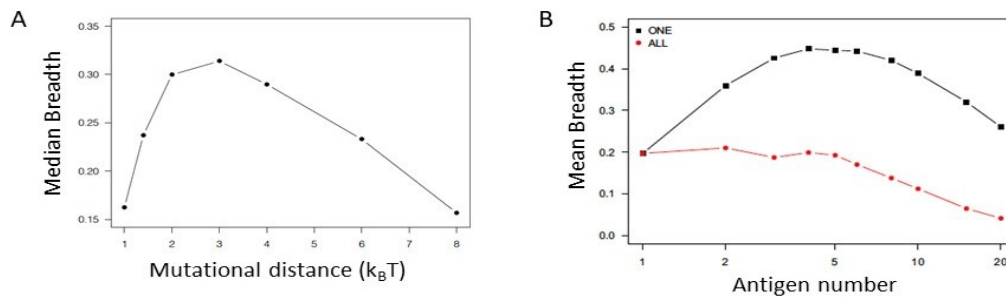 A
Median Breadth
0.35
0.30
0.25
0.20
0.15
1 2 3 4 5 6 7 8
Mutational distance (kBT)
B
ONE
ALL
Mean Breadth
0.5
0.4
0.3
0.2
0.1
0.0
1 2 5 10 20
Antigen number